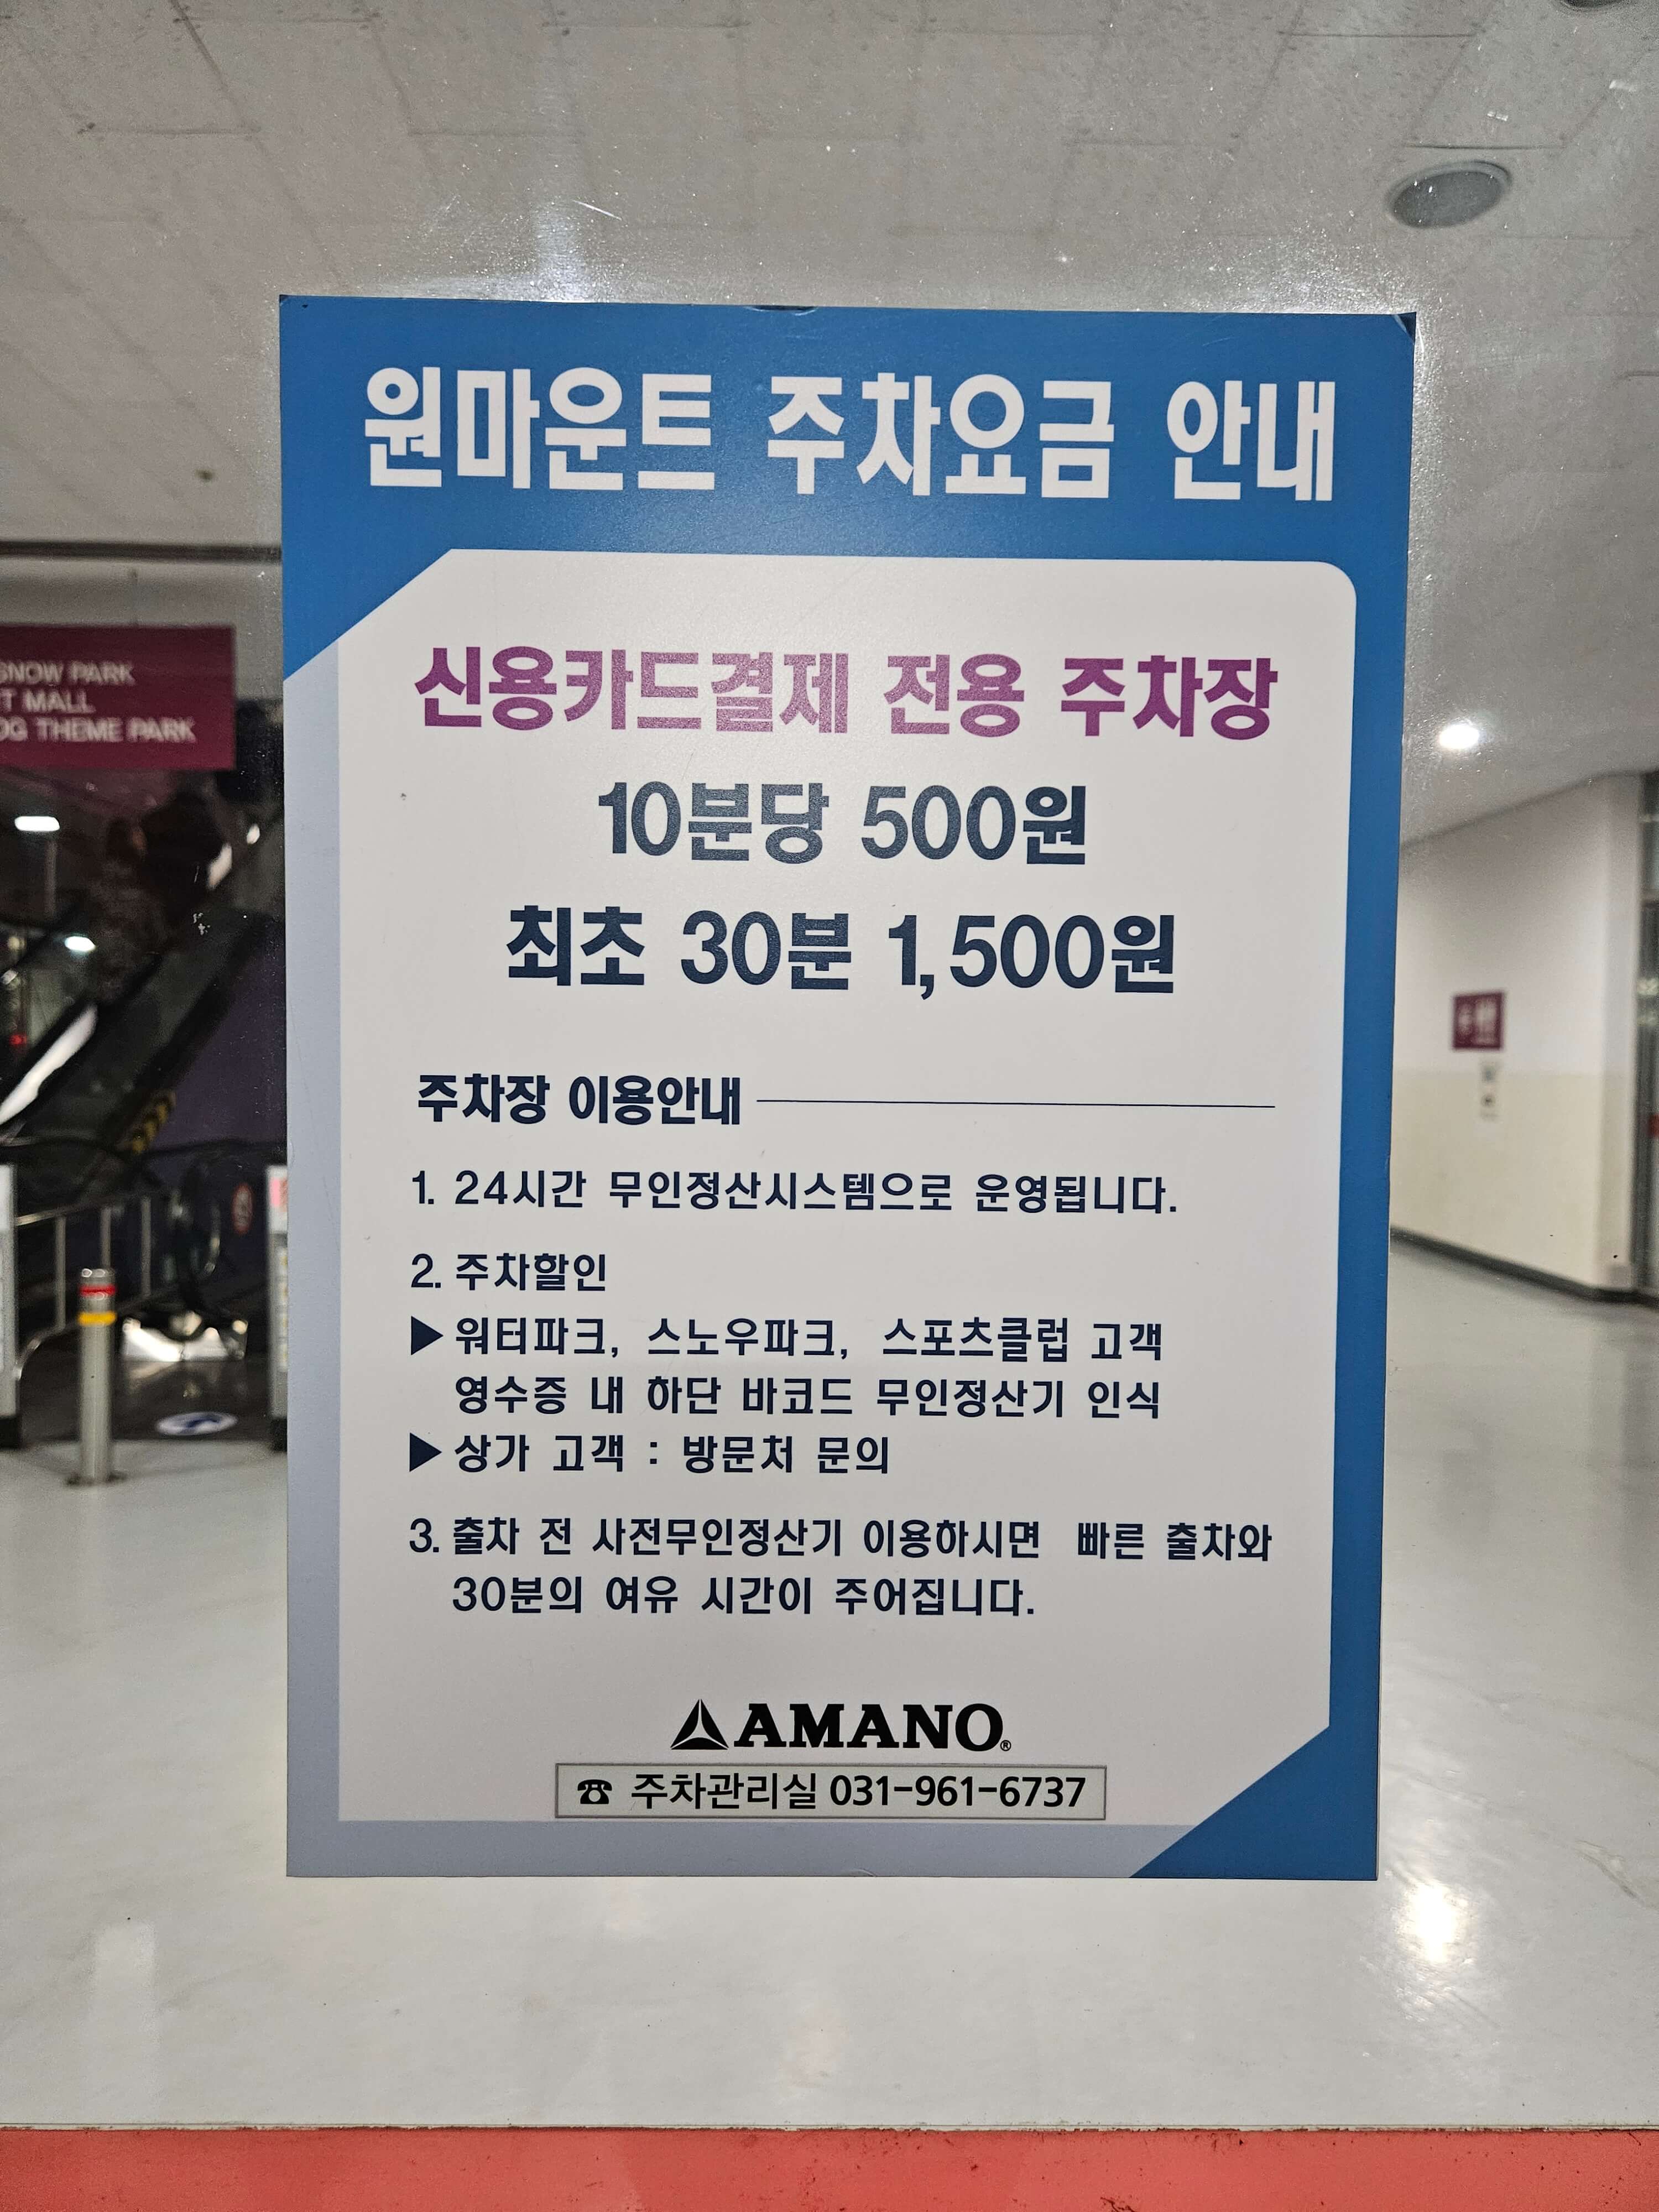 원마운트 주차요금 안내
신용카드결제 전용 주차장
10분당 500원
최초 30분 1,500원
주차장 이용안내
1. 24시간 무인정산시스템으로 운영됩니다.
2. 주차할인
▶ 워터파크, 스노우파크, 스포츠클럽 고객
영수증 내 하단 바코드 무인정산기 인식
▶ 상가 고객 : 방문처 문의
3. 출차 전 사전무인정산기 이용하시면 빠른 출차와
30분의 여유 시간이 주어집니다.
AMANO®
☎ 주차관리실 031-961-6737
SNOW PARK
T MALL
OG THEME PARK